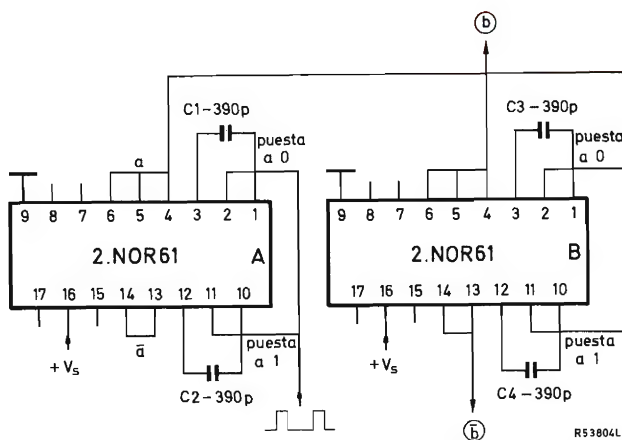 b
C1-390p
puesta
a 0
a
9 8 7 6 5 4 3 2 1
2.NOR61 A
17 16 15 14 13 12 11 10
+Vs
ā
puesta
a 1
C2-390p
C3-390p
puesta
a 0
9 8 7 6 5 4 3 2 1
2.NOR61 B
17 16 15 14 13 12 11 10
+Vs
puesta
a 1
C4-390p
b̄
R53804L